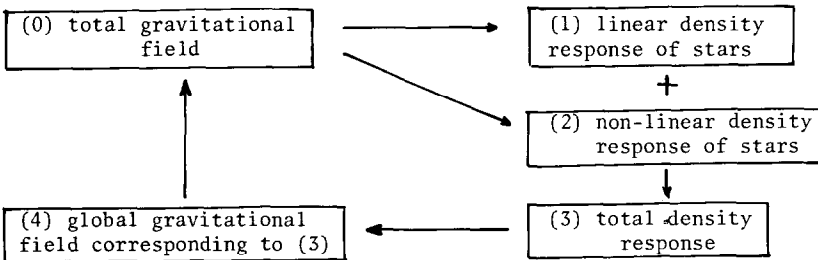 (0) total gravitational
field
(1) linear density
response of stars
+
(2) non-linear density
response of stars
(4) global gravitational
field corresponding to (3)
(3) total density
response